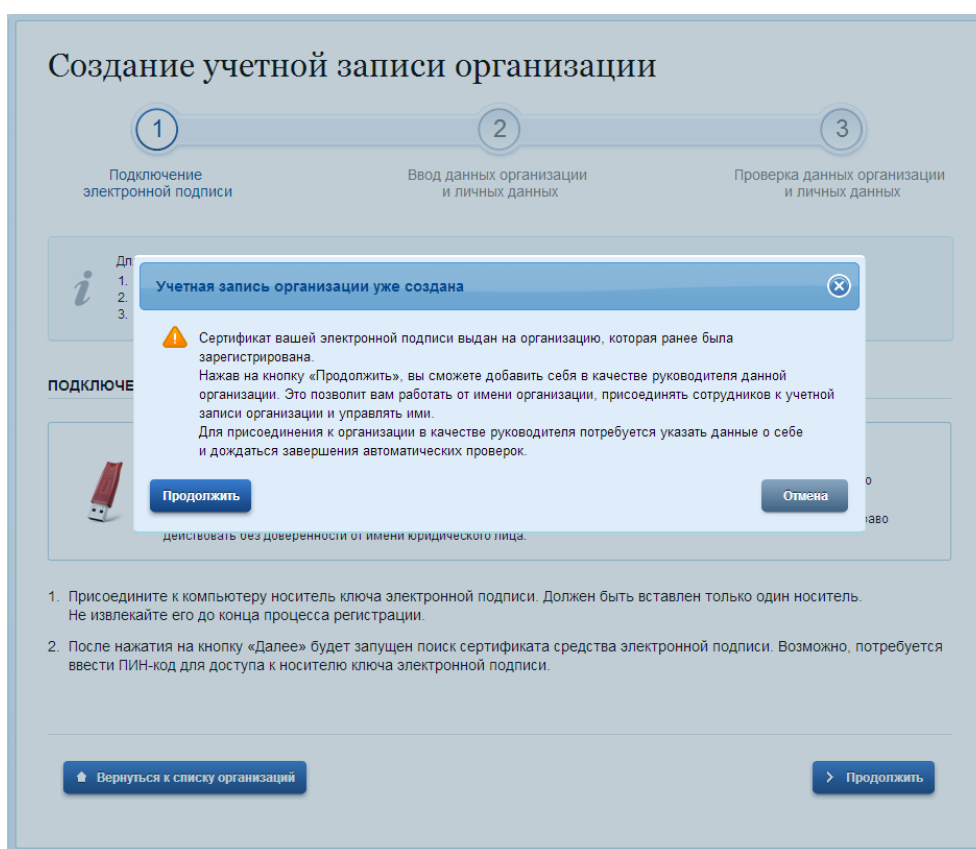 Создание учетной записи организации
1
2
3
Подключение
электронной подписи
Ввод данных организации
и личных данных
Проверка данных организации
и личных данных
1.
2.
3.
Учетная запись организации уже создана
Сертификат вашей электронной подписи выдан на организацию, которая ранее была
зарегистрирована.
Нажав на кнопку «Продолжить», вы сможете добавить себя в качестве руководителя данной
организации. Это позволит вам работать от имени организации, присоединять сотрудников к учетной
записи организации и управлять ими.
Для присоединения к организации в качестве руководителя потребуется указать данные о себе
и дождаться завершения автоматических проверок.
Продолжить
Отмена
действовать без доверенности от имени юридического лица.
1. Присоедините к компьютеру носитель ключа электронной подписи. Должен быть вставлен только один носитель.
Не извлекайте его до конца процесса регистрации.
2. После нажатия на кнопку «Далее» будет запущен поиск сертификата средства электронной подписи. Возможно, потребуется
ввести ПИН-код для доступа к носителю ключа электронной подписи.
Вернуться к списку организаций
Продолжить